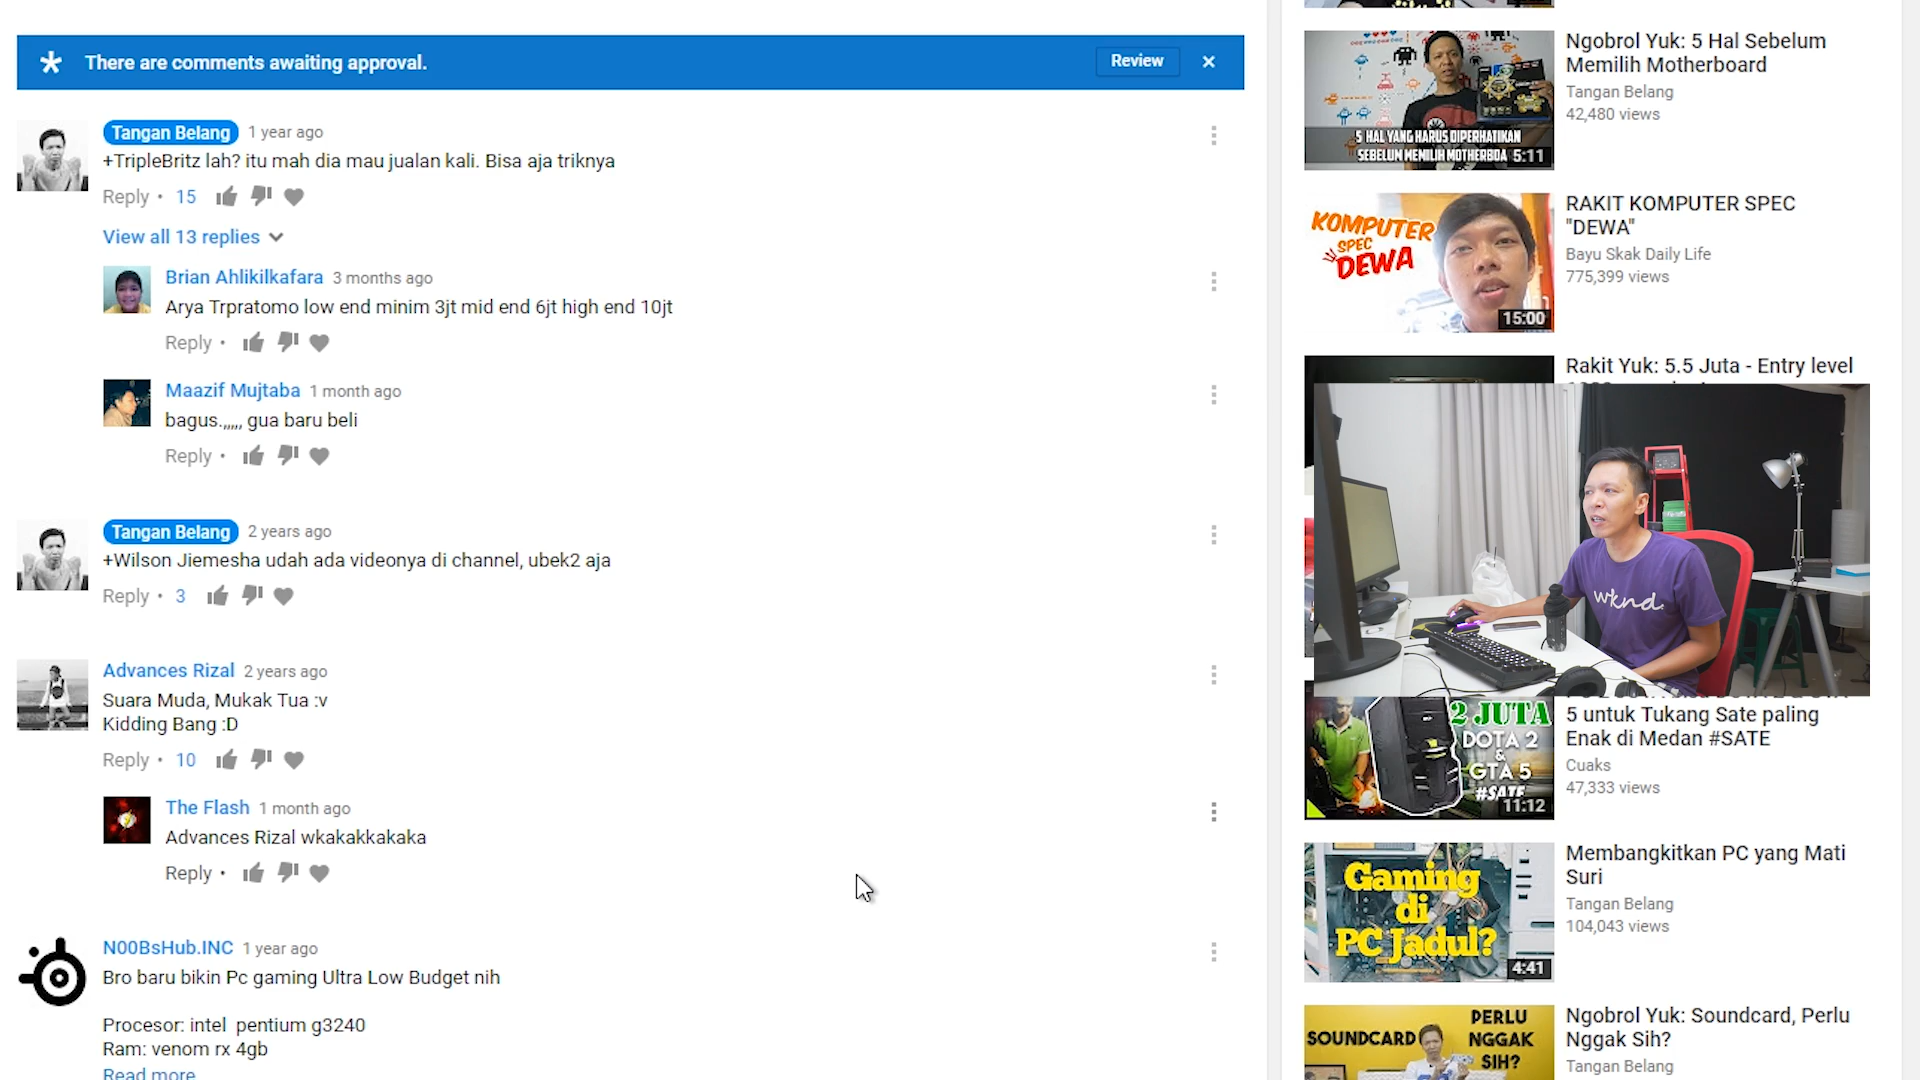 There are comments awaiting approval.
Review
Tangan Belang 1 year ago
+TripleBritz lah? itu mah dia mau jualan kali. Bisa aja triknya
Reply • 15
View all 13 replies
Brian Ahlikilkafara 3 months ago
Arya Trpratomo low end minim 3jt mid end 6jt high end 10jt
Reply •
Maazif Mujtaba 1 month ago
bagus.,,,,, gua baru beli
Reply •
Tangan Belang 2 years ago
+Wilson Jiemesha udah ada videonya di channel, ubek2 aja
Reply • 3
Advances Rizal 2 years ago
Suara Muda, Mukak Tua :v
Kidding Bang :D
Reply • 10
The Flash 1 month ago
Advances Rizal wkakakkakaka
Reply •
N00BsHub.INC 1 year ago
Bro baru bikin Pc gaming Ultra Low Budget nih
Procesor: intel pentium g3240
Ram: venom rx 4gb
Read more
5 HAL YANG HARUS DIPERHATIKAN
SEBELUM MEMILIH MOTHERBOA 5:11
Ngobrol Yuk: 5 Hal Sebelum
Memilih Motherboard
Tangan Belang
42,480 views
KOMPUTER
SPEC
DEWA
15:00
RAKIT KOMPUTER SPEC
"DEWA"
Bayu Skak Daily Life
775,399 views
Rakit Yuk: 5.5 Juta - Entry level
wknd.
2 JUTA
DOTA 2
&
GTA 5
#SATE
11:12
5 untuk Tukang Sate paling
Enak di Medan #SATE
Cuaks
47,333 views
Gaming
di
PC Jadul?
4:41
Membangkitkan PC yang Mati
Suri
Tangan Belang
104,043 views
SOUNDCARD
PERLU
NGGAK
SIH?
Ngobrol Yuk: Soundcard, Perlu
Nggak Sih?
Tangan Belang